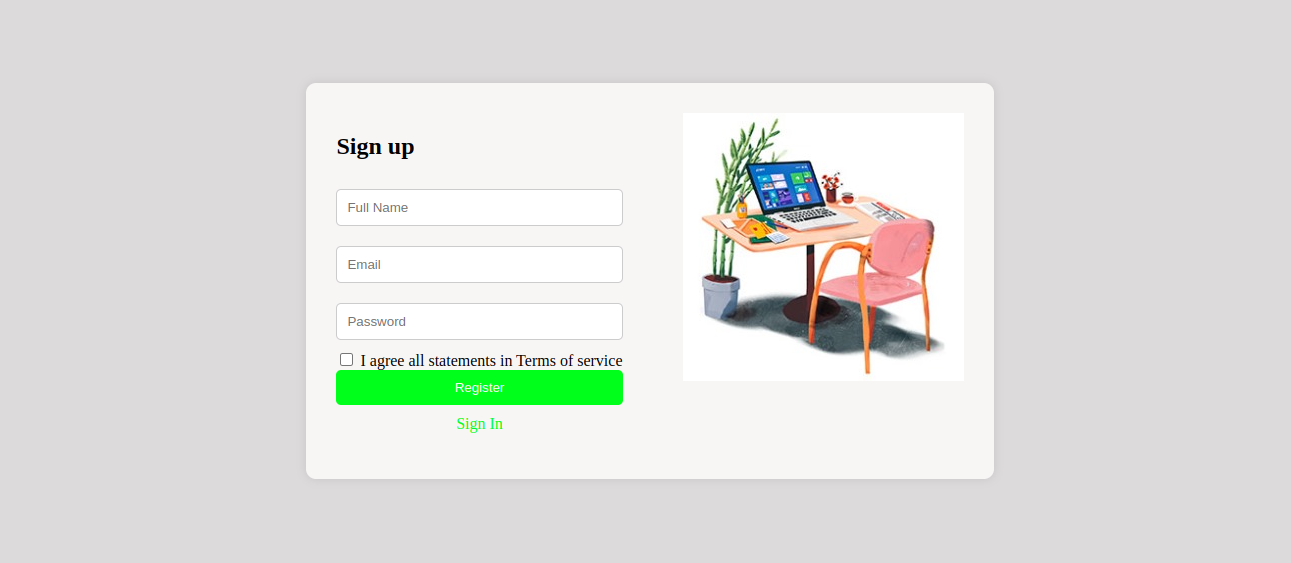 Sign up
Full Name
Email
Password
I agree all statements in Terms of service
Register
Sign In